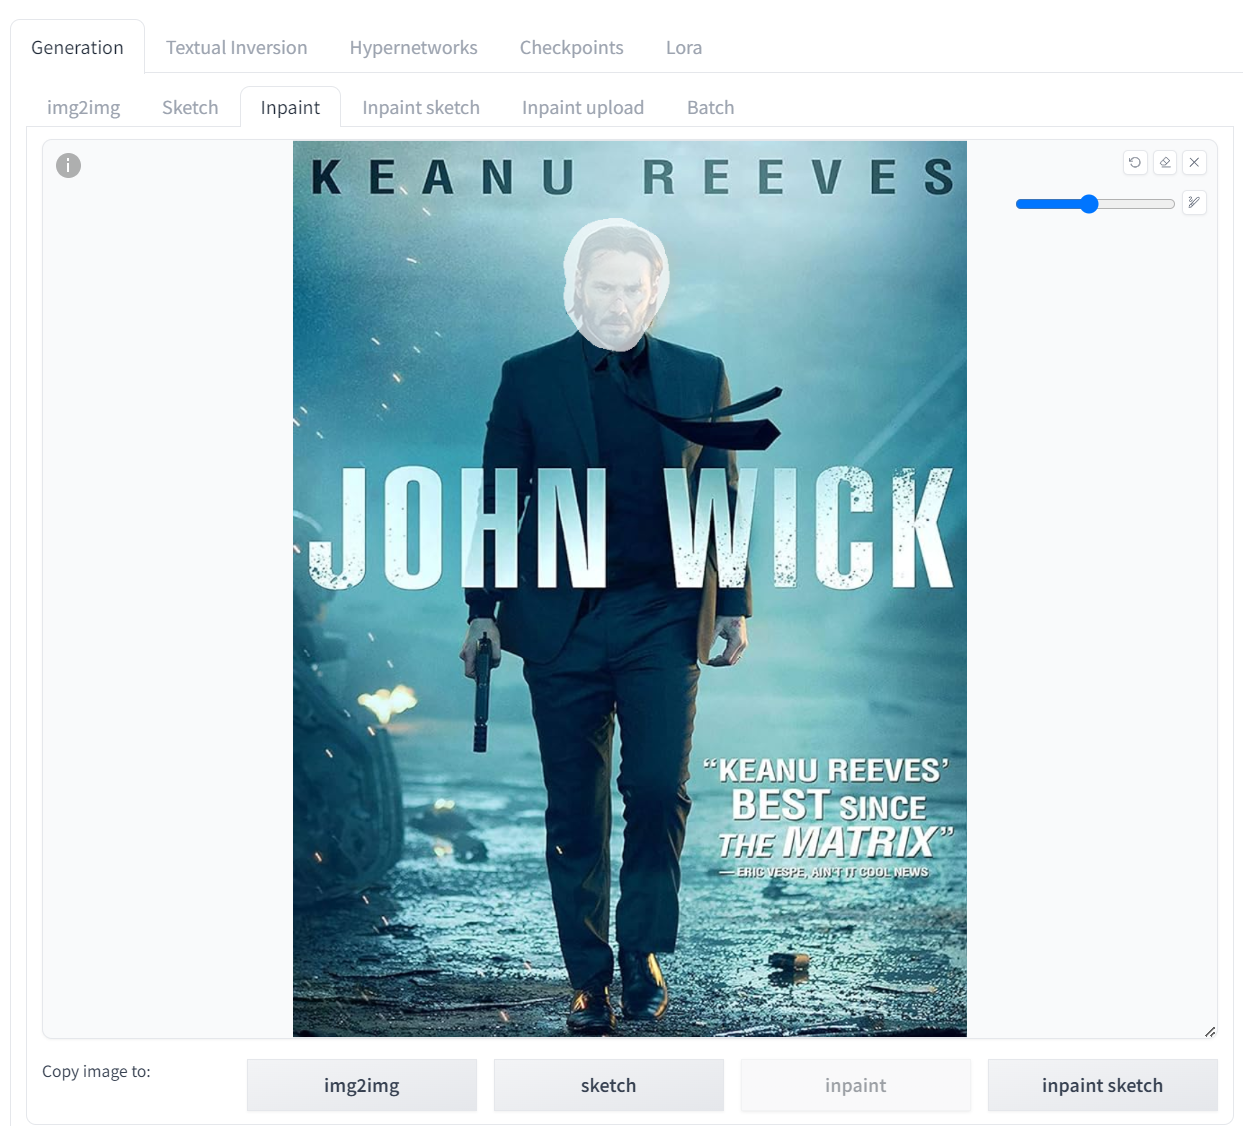 Generation Textual Inversion Hypernetworks Checkpoints Lora
img2img Sketch Inpaint Inpaint sketch Inpaint upload Batch
KEANU REEVES
JOHN WICK
“KEANU REEVES’
BEST SINCE
THE MATRIX”
— ERIC VESPE, AIN'T IT COOL NEWS
Copy image to: img2img sketch inpaint inpaint sketch